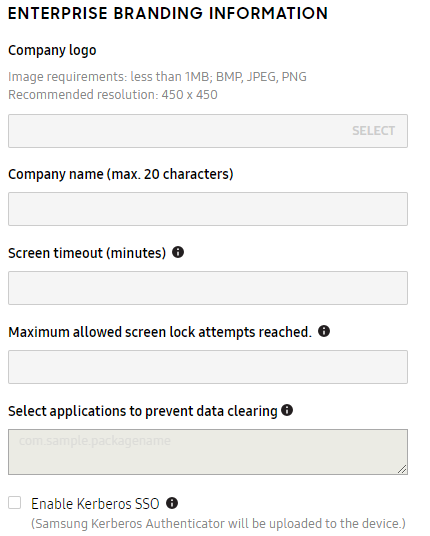 ENTERPRISE BRANDING INFORMATION
Company logo
Image requirements: less than 1MB; BMP, JPEG, PNG
Recommended resolution: 450 x 450
SELECT
Company name (max. 20 characters)
Screen timeout (minutes)
Maximum allowed screen lock attempts reached.
Select applications to prevent data clearing
com.sample.packagename
Enable Kerberos SSO
(Samsung Kerberos Authenticator will be uploaded to the device.)